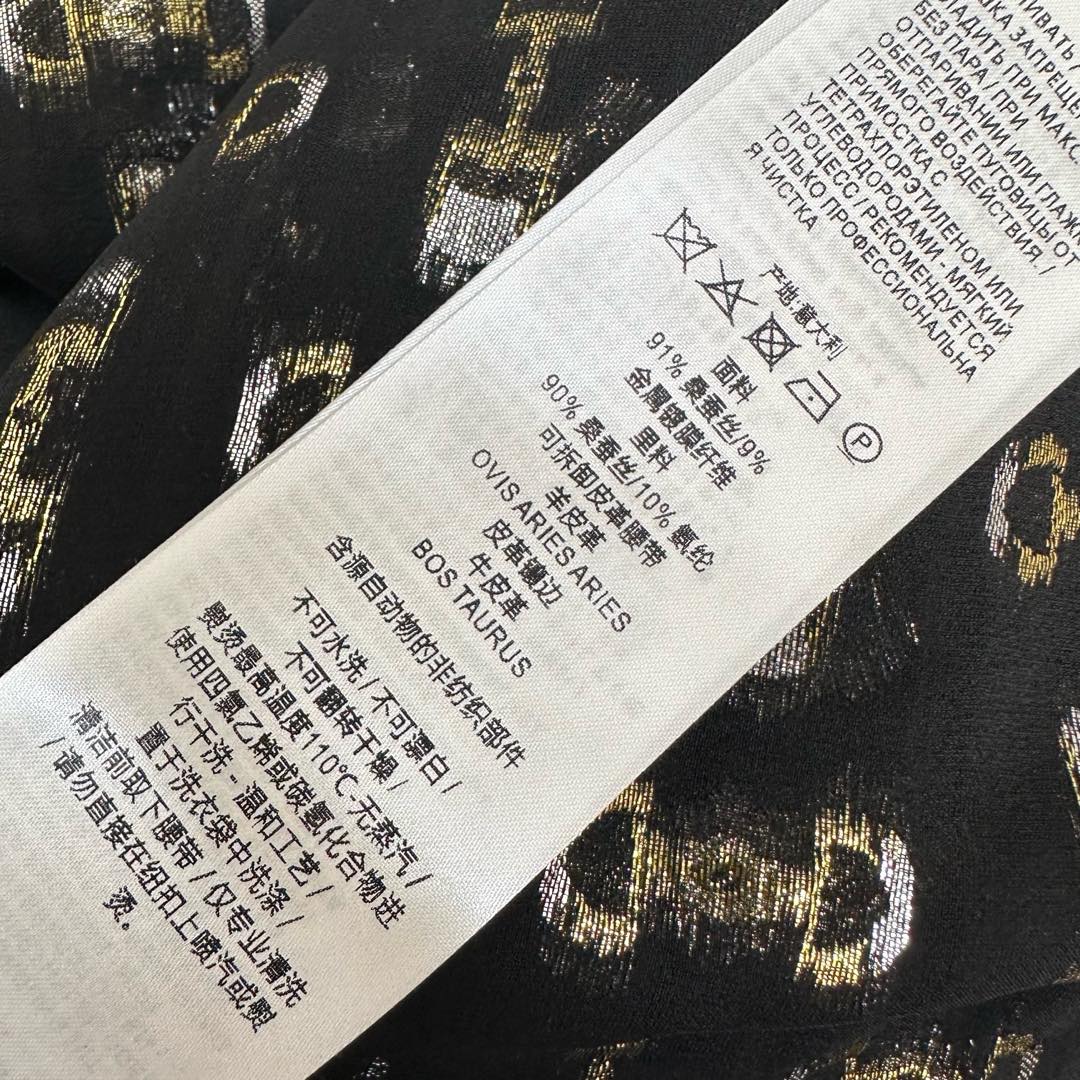 ЛАДИТЬ ПРИ МАКС.
БЕЗ ПАРА / ПРИ
ОТПАРИВАНИИ ИЛИ
ОБЕРЕГАЙТЕ ПУГОВИЦЫ ОТ
ПРЯМОГО ВОЗДЕЙСТВИЯ. /
ПРИМОСТКА С
ТЕТРАХЛОРЭТИЛЕНОМ ИЛИ
УГЛЕВОДОРОДАМИ - МЯГКИЙ
ПРОЦЕСС / РЕКОМЕНДУЕТСЯ
ТОЛЬКО ПРОФЕССИОНАЛЬНА
Я ЧИСТКА
P
产地:意大利
面料
91% 桑蚕丝/9%
金属镀膜纤维
里料
90% 桑蚕丝/10% 氨纶
可拆卸皮革腰带
羊皮革
OVIS ARIES ARIES
皮革镶边
牛皮革
BOS TAURUS
含源自动物的非纺织部件
不可水洗 / 不可漂白 /
不可翻转干燥 /
熨烫最高温度110℃ 无蒸汽 /
使用四氯乙烯或碳氢化合物进
行干洗 - 温和工艺 /
置于洗衣袋中洗涤 /
清洁前取下腰带 / 仅专业清洗
/ 请勿直接在纽扣上喷汽或熨
烫。